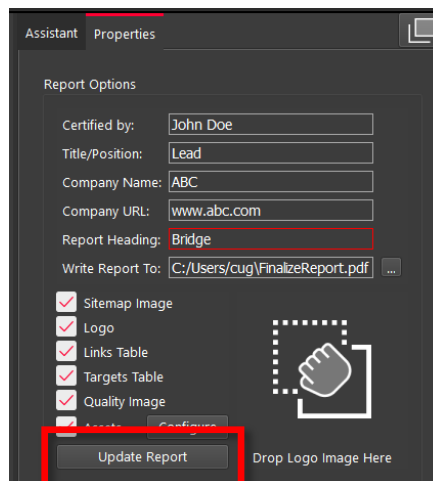 Assistant Properties
Report Options
Certified by: John Doe
Title/Position: Lead
Company Name: ABC
Company URL: www.abc.com
Report Heading: Bridge
Write Report To: C:/Users/cug\FinalizeReport.pdf ...
Sitemap Image
Logo
Links Table
Targets Table
Quality Image
Update Report Drop Logo Image Here